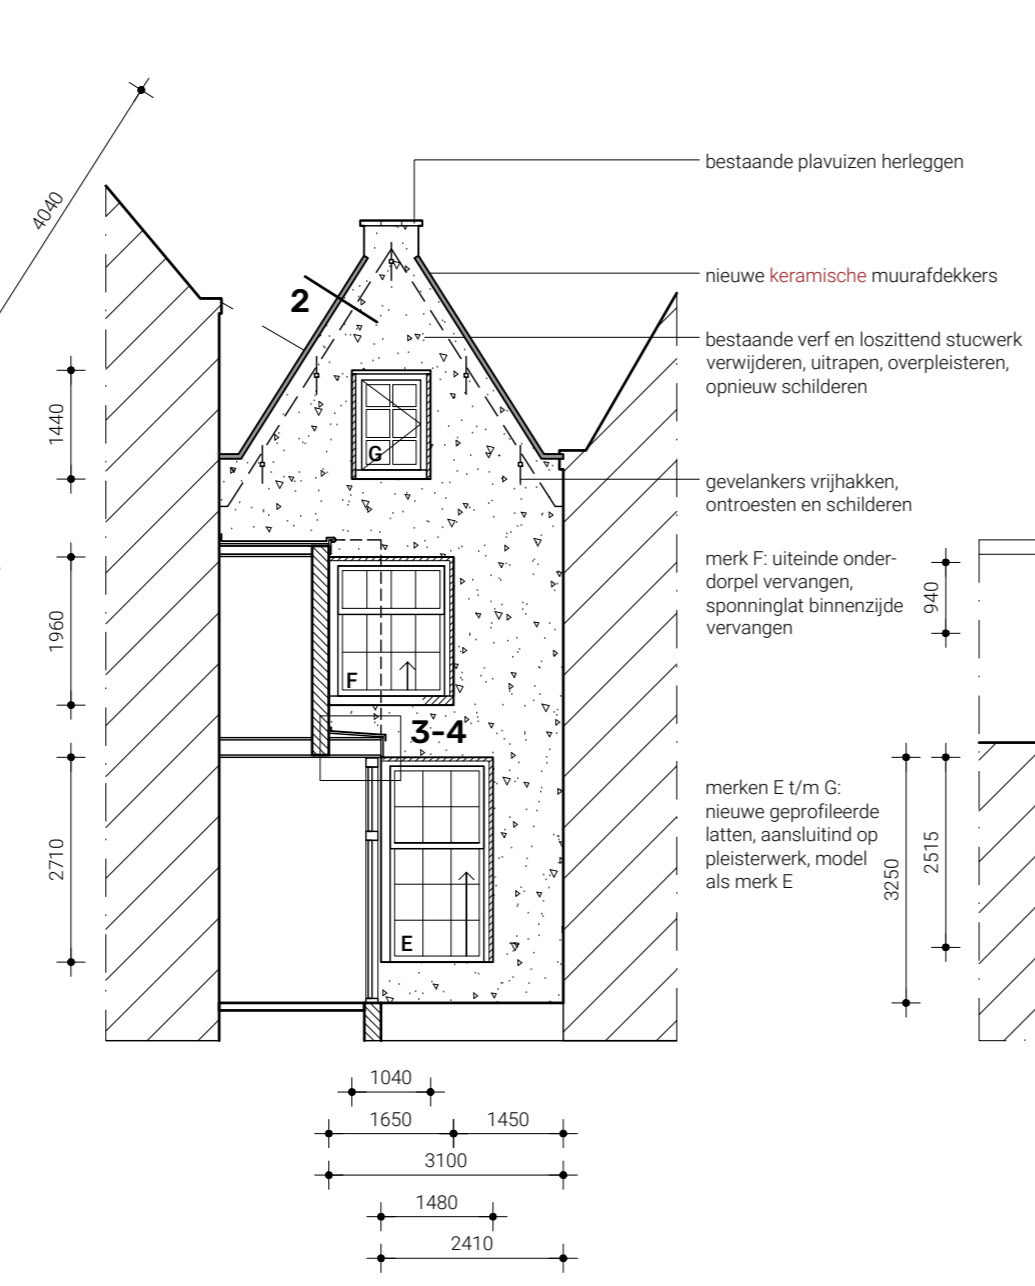 4040
bestaande plavuizen herleggen
nieuwe keramische muurafdekkers
2
bestaande verf en loszittend stucwerk
verwijderen, uitrapen, overpleisteren,
opnieuw schilderen
1440
G
gevelankers vrijhakken,
ontroesten en schilderen
merk F: uiteinde onder-
dorpel vervangen,
sponninglat binnenzijde
vervangen
940
1960
F
3-4
merken E t/m G:
nieuwe geprofileerde
latten, aansluitind op
pleisterwerk, model
als merk E
2710
3250
2515
E
1040
1650
1450
3100
1480
2410